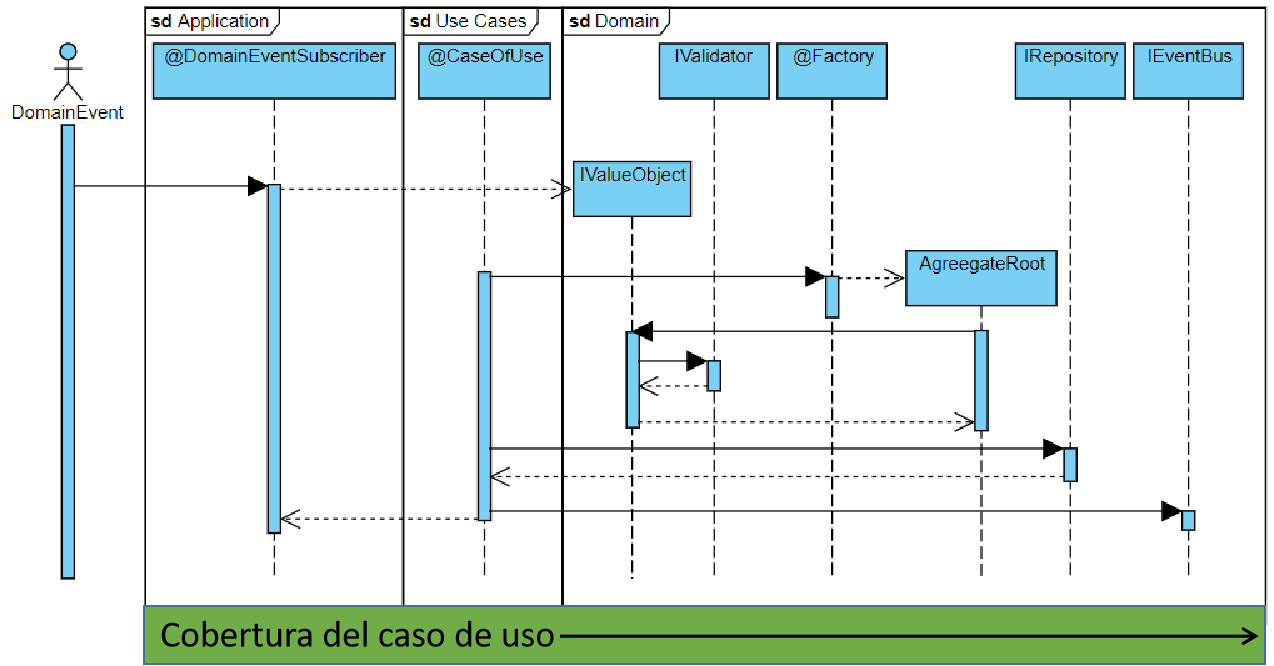 sd Application
sd Use Cases
sd Domain
@DomainEventSubscriber
@CaseOfUse
IValidator
@Factory
IRepository
IEventBus
DomainEvent
IValueObject
AgreegateRoot
Cobertura del caso de uso